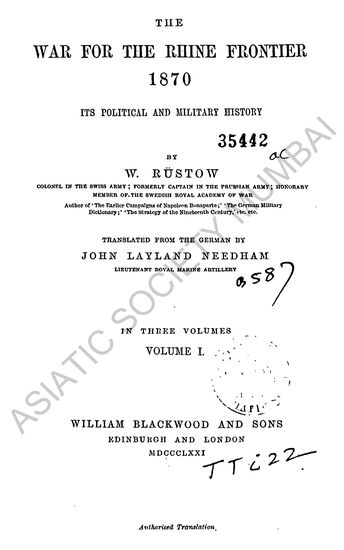 THE
WAR FOR THE RHINE FRONTIER
1870
ITS POLITICAL AND MILITARY HISTORY
35442
BY
W. RÜSTOW
COLONEL IN THE SWISS ARMY; FORMERLY CAPTAIN IN THE PRUSSIAN ARMY; HONORARY
MEMBER OF THE SWEDISH ROYAL ACADEMY OF WAR
Author of 'The Earlier Campaigns of Napoleon Bonaparte;' 'The German Military
Dictionary;' 'The Strategy of the Nineteenth Century,' etc. etc.
TRANSLATED FROM THE GERMAN BY
JOHN LAYLAND NEEDHAM
LIEUTENANT ROYAL MARINE ARTILLERY
587
IN THREE VOLUMES
VOLUME I.
WILLIAM BLACKWOOD AND SONS
EDINBURGH AND LONDON
MDCCCLXXI
TTi22
Authorised Translation.
ASIATIC SOCIETY MUMBAI